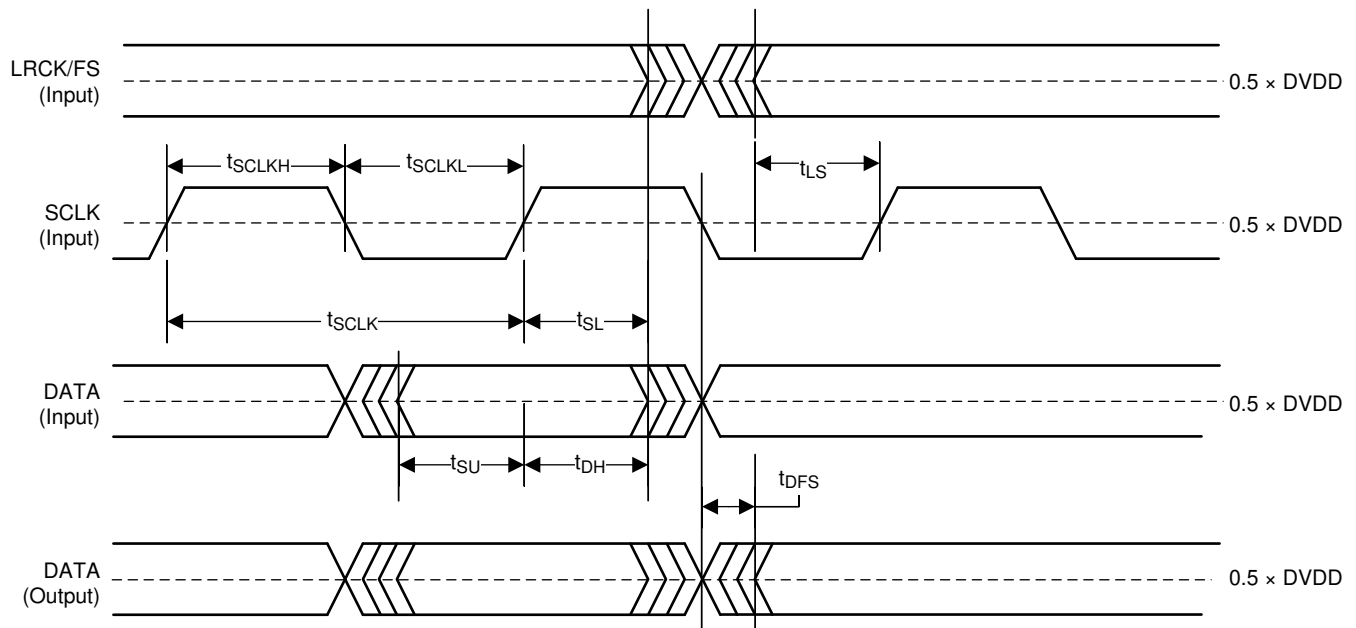 LRCK/FS
(Input)
0.5 × DVDD
tSCLKH
tSCLKL
tLS
SCLK
(Input)
0.5 × DVDD
tSCLK
tSL
DATA
(Input)
0.5 × DVDD
tSU
tDH
tDFS
DATA
(Output)
0.5 × DVDD